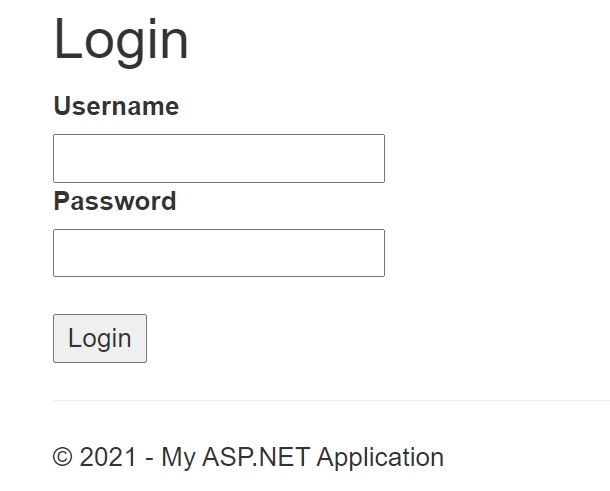 Login
Username
Password
Login
© 2021 - My ASP.NET Application